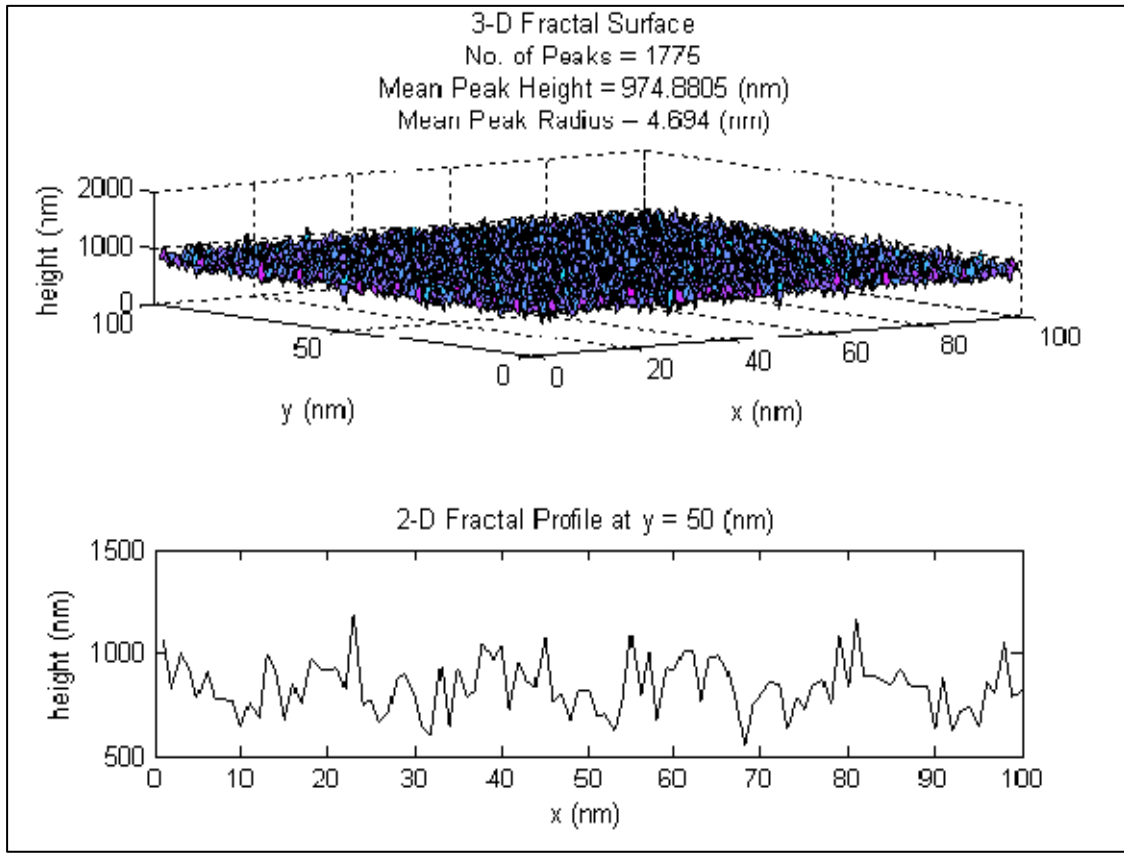 3-D Fractal Surface
No. of Peaks = 1775
Mean Peak Height = 974.8805 (nm)
Mean Peak Radius – 4.694 (nm)
height (nm)
2000
1000
0
100
50
0
y (nm)
0
20
40
60
80
100
x (nm)
2-D Fractal Profile at y = 50 (nm)
height (nm)
1500
1000
500
0 10 20 30 40 50 60 70 80 90 100
x (nm)